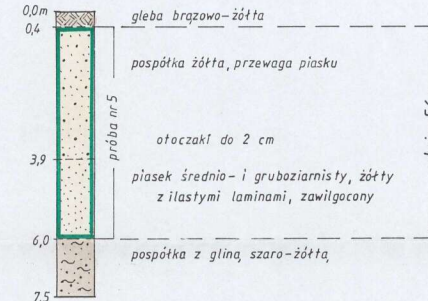 0,0m
gleba brązowo-żółta
0,4
pospółka żółta, przewaga piasku
próba nr 5
otoczaki do 2 cm
3,9
piasek średnio- i gruboziarnisty, żółty
z ilastymi laminami, zawilgocony
6,0
pospółka z gliną, szaro-żółta
7,5